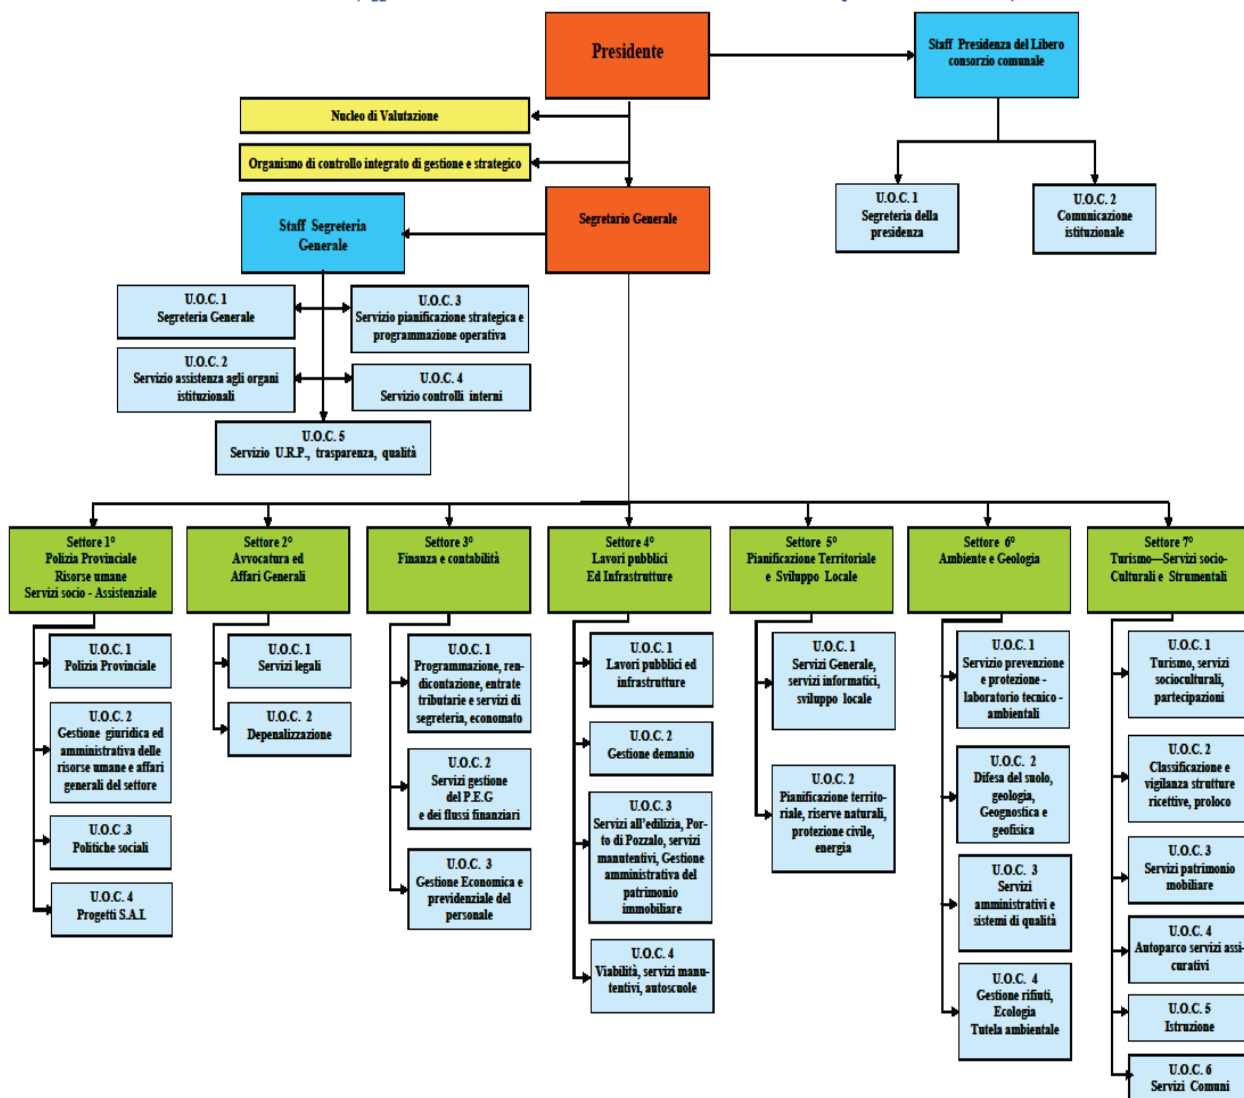 Presidente
Staff Presidenza del Libero
consorzio comunale
Nucleo di Valutazione
Organismo di controllo integrato di gestione e strategico
U.O.C. 1
Segreteria della
presidenza
U.O.C. 2
Comunicazione
istituzionale
Staff Segreteria
Generale
Segretario Generale
U.O.C. 1
Segreteria Generale
U.O.C. 3
Servizio pianificazione strategica e
programmazione operativa
U.O.C. 2
Servizio assistenza agli organi
istituzionali
U.O.C. 4
Servizio controlli interni
U.O.C. 5
Servizio U.R.P., trasparenza, qualità
Settore 1°
Polizia Provinciale
Risorse umane
Servizi socio - Assistenziale
Settore 2°
Avvocatura ed
Affari Generali
Settore 3°
Finanza e contabilità
Settore 4°
Lavori pubblici
Ed Infrastrutture
Settore 5°
Pianificazione Territoriale
e Sviluppo Locale
Settore 6°
Ambiente e Geologia
Settore 7°
Turismo—Servizi socio-
Culturali e Strumentali
U.O.C. 1
Polizia Provinciale
U.O.C. 2
Gestione giuridica ed
amministrativa delle
risorse umane e affari
generali del settore
U.O.C .3
Politiche sociali
U.O.C. 4
Progetti S.A.I.
U.O.C. 1
Servizi legali
U.O.C. 2
Depenalizzazione
U.O.C. 1
Programmazione, ren-
dicontazione, entrate
tributarie e servizi di
segreteria, economato
U.O.C. 2
Servizi gestione
del P.E.G
e dei flussi finanziari
U.O.C. 3
Gestione Economica e
previdenziale del
personale
U.O.C. 1
Lavori pubblici ed
infrastrutture
U.O.C. 2
Gestione demanio
U.O.C. 3
Servizi all'edilizia, Por-
to di Pozzalo, servizi
manutentivi, Gestione
amministrativa del
patrimonio
immobiliare
U.O.C. 4
Viabilità, servizi manu-
tentivi, autoscuole
U.O.C. 1
Servizi Generale,
servizi informatici,
sviluppo locale
U.O.C. 2
Pianificazione territo-
riale, riserve naturali,
protezione civile,
energia
U.O.C. 1
Servizio prevenzione
e protezione -
laboratorio tecnico -
ambientali
U.O.C. 2
Difesa del suolo,
geologia,
Geognostica e
geofisica
U.O.C. 3
Servizi
amministrativi e
sistemi di qualità
U.O.C. 4
Gestione rifiuti,
Ecologia
Tutela ambientale
U.O.C. 1
Turismo, servizi
socioculturali,
partecipazioni
U.O.C. 2
Classificazione e
vigilanza strutture
ricettive, proloco
U.O.C. 3
Servizi patrimonio
mobiliare
U.O.C. 4
Autoparco servizi assi-
curativi
U.O.C. 5
Istruzione
U.O.C. 6
Servizi Comuni